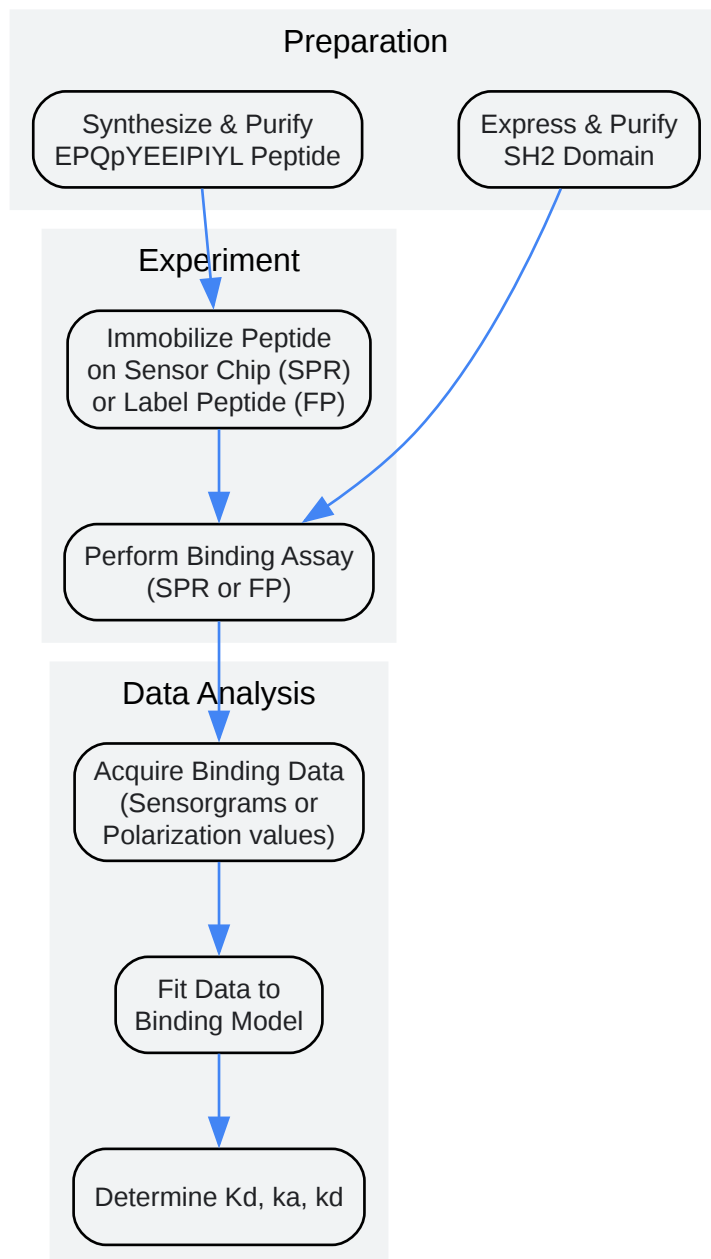 Preparation
Synthesize & Purify
EPQpYEEIPIYL Peptide
Express & Purify
SH2 Domain
Experiment
Immobilize Peptide
on Sensor Chip (SPR)
or Label Peptide (FP)
Perform Binding Assay
(SPR or FP)
Data Analysis
Acquire Binding Data
(Sensorgrams or
Polarization values)
Fit Data to
Binding Model
Determine Kd, ka, kd